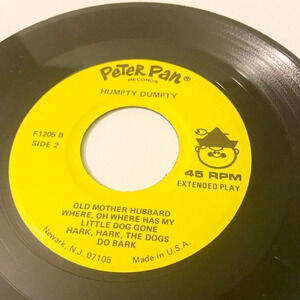 PETER PAN®
RECORDS
HUMPTY DUMPTY
F1205 B
SIDE 2
45 RPM
EXTENDED PLAY
OLD MOTHER HUBBARD
WHERE, OH WHERE HAS MY
LITTLE DOG GONE
HARK, HARK, THE DOGS
DO BARK
Newark, N.J. 07105 Made in U.S.A.